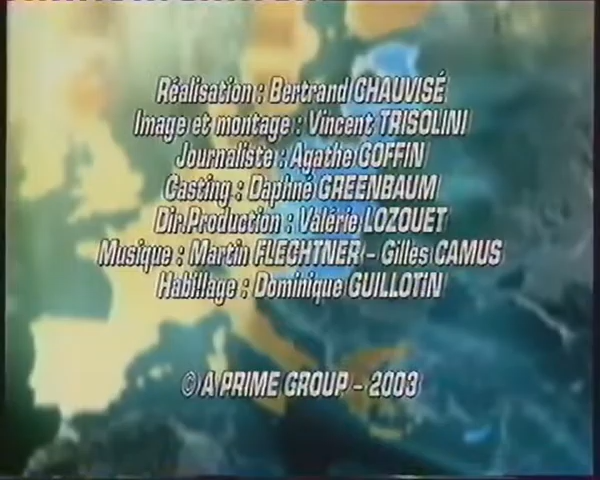 Réalisation : Bertrand CHAUVISÉ
Image et montage : Vincent TRISOLINI
Journaliste : Agathe GOFFIN
Casting : Daphné GREENBAUM
Dir.Production : Valérie LOZOUET
Musique : Martin FLECHTNER - Gilles CAMUS
Habillage : Dominique GUILLOTIN
© A PRIME GROUP - 2003